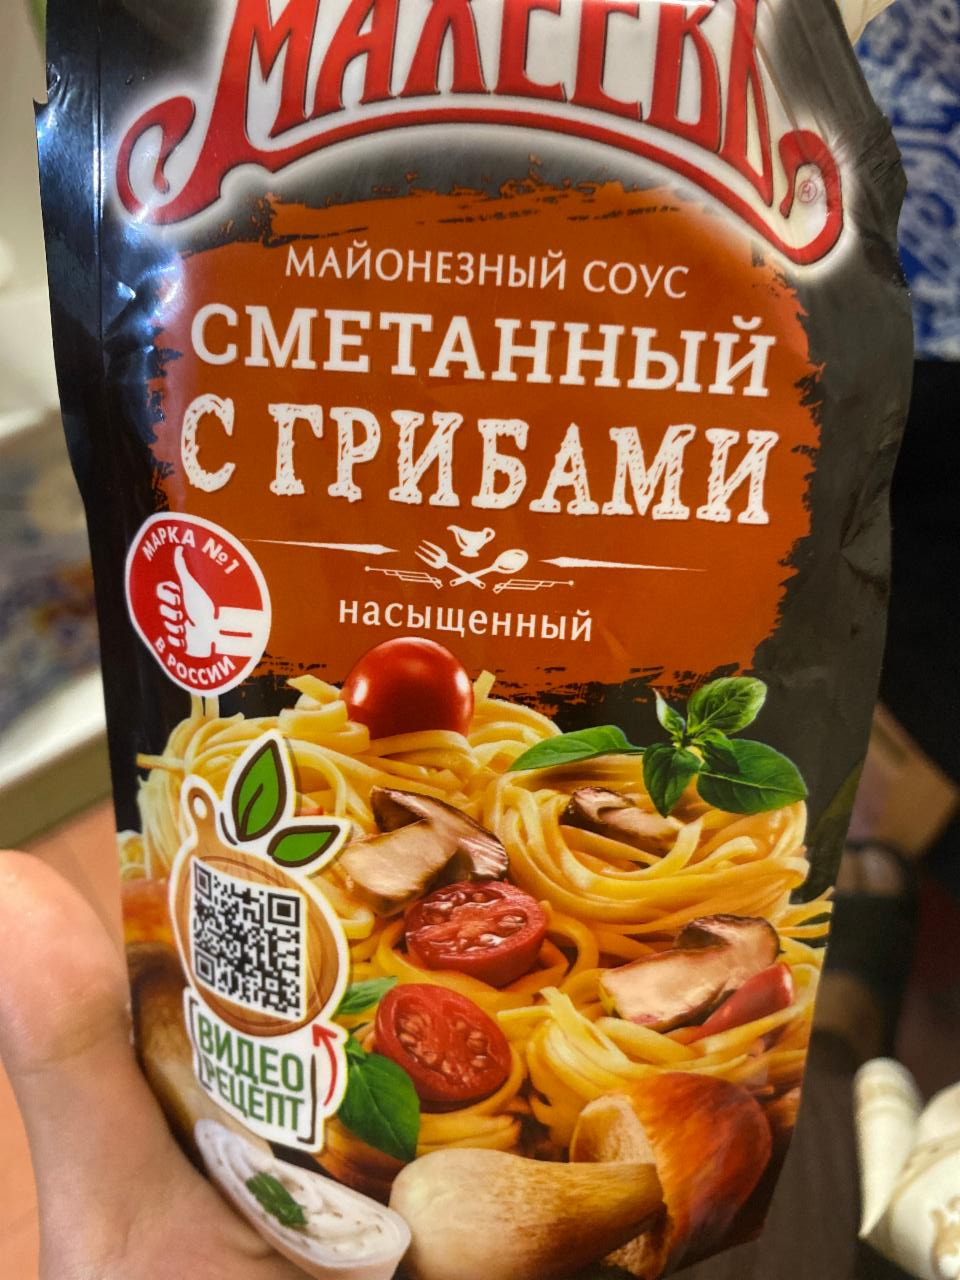 МАХЕЕВЪ
®
МАЙОНЕЗНЫЙ СОУС
СМЕТАННЫЙ
С ГРИБАМИ
МАРКА №1
В РОССИИ
насыщенный
ВИДЕО
РЕЦЕПТ